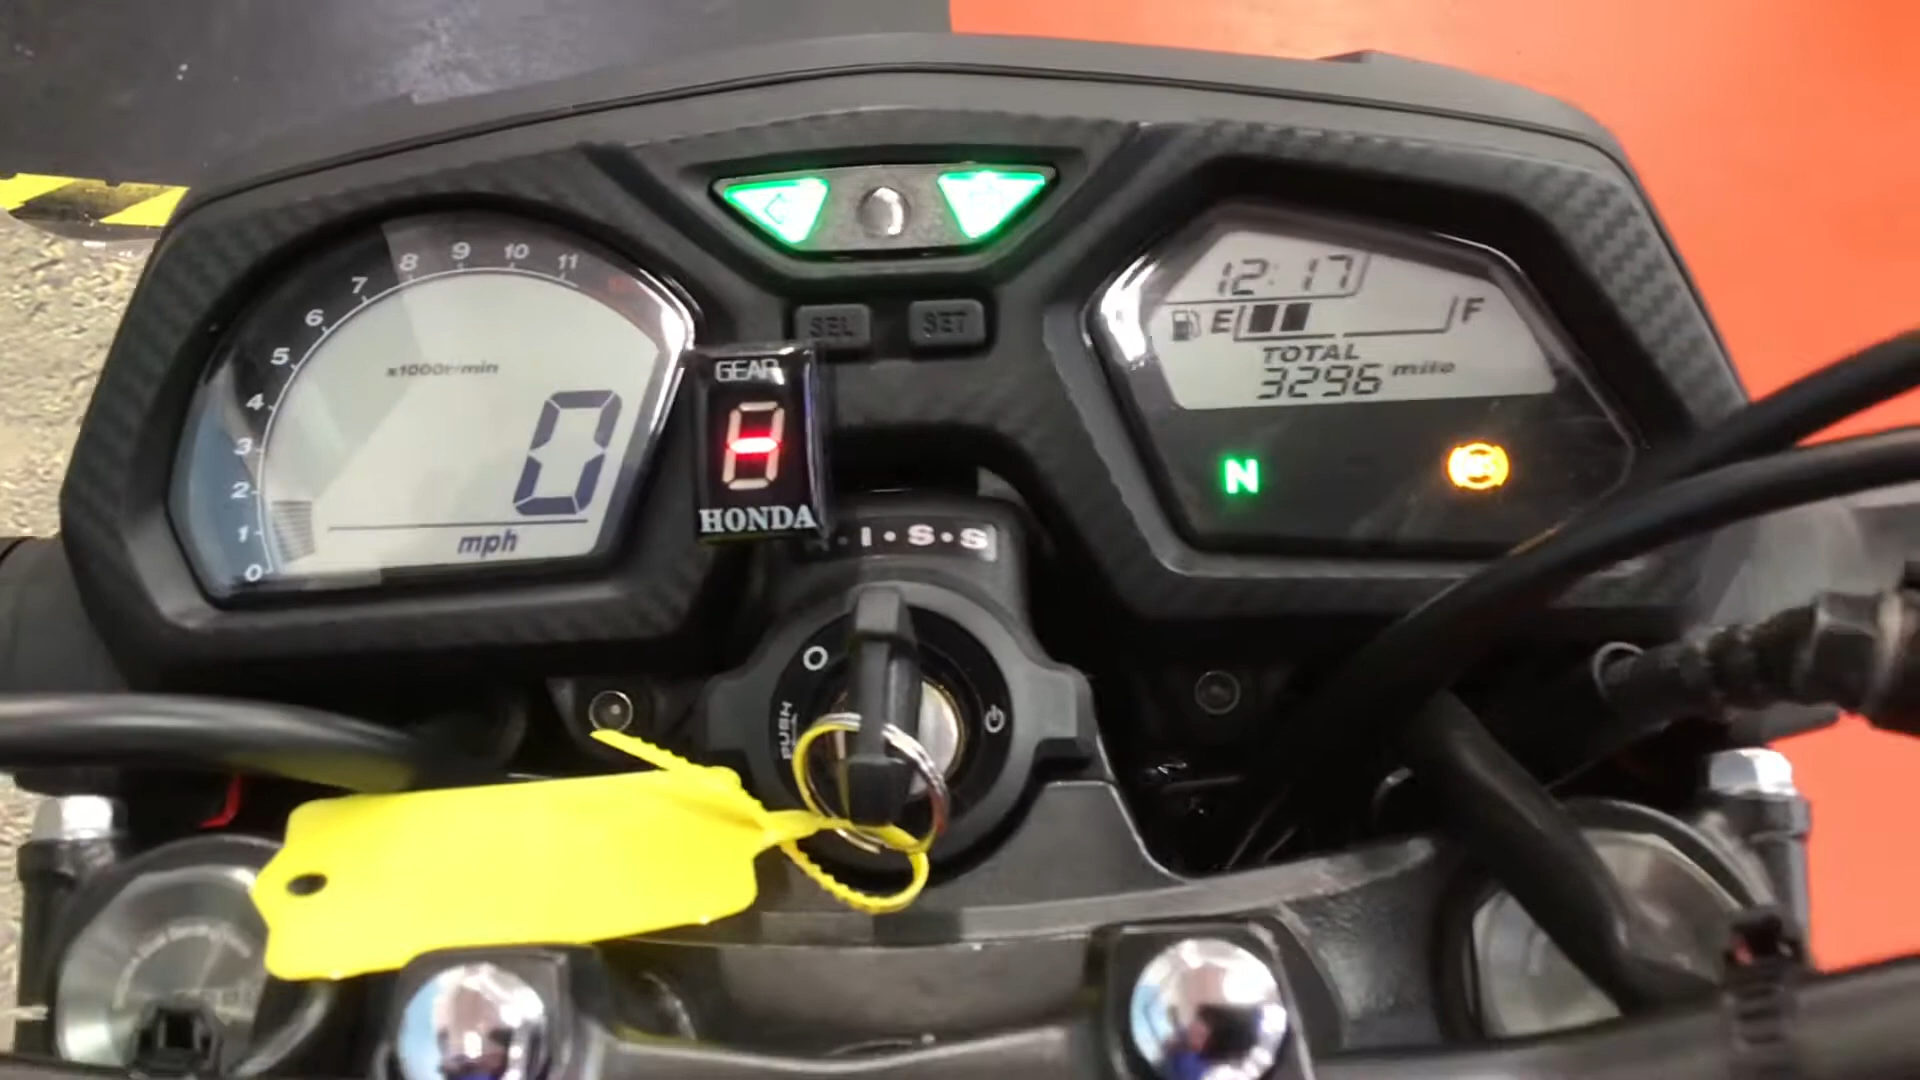 0
1
2
3
4
5
6
7
8
9
10
11
x1000r/min
0
mph
SEL
SET
GEAR
-
HONDA
12:17
E
F
TOTAL
3296 mile
N
ABS
I·S·S
PUSH